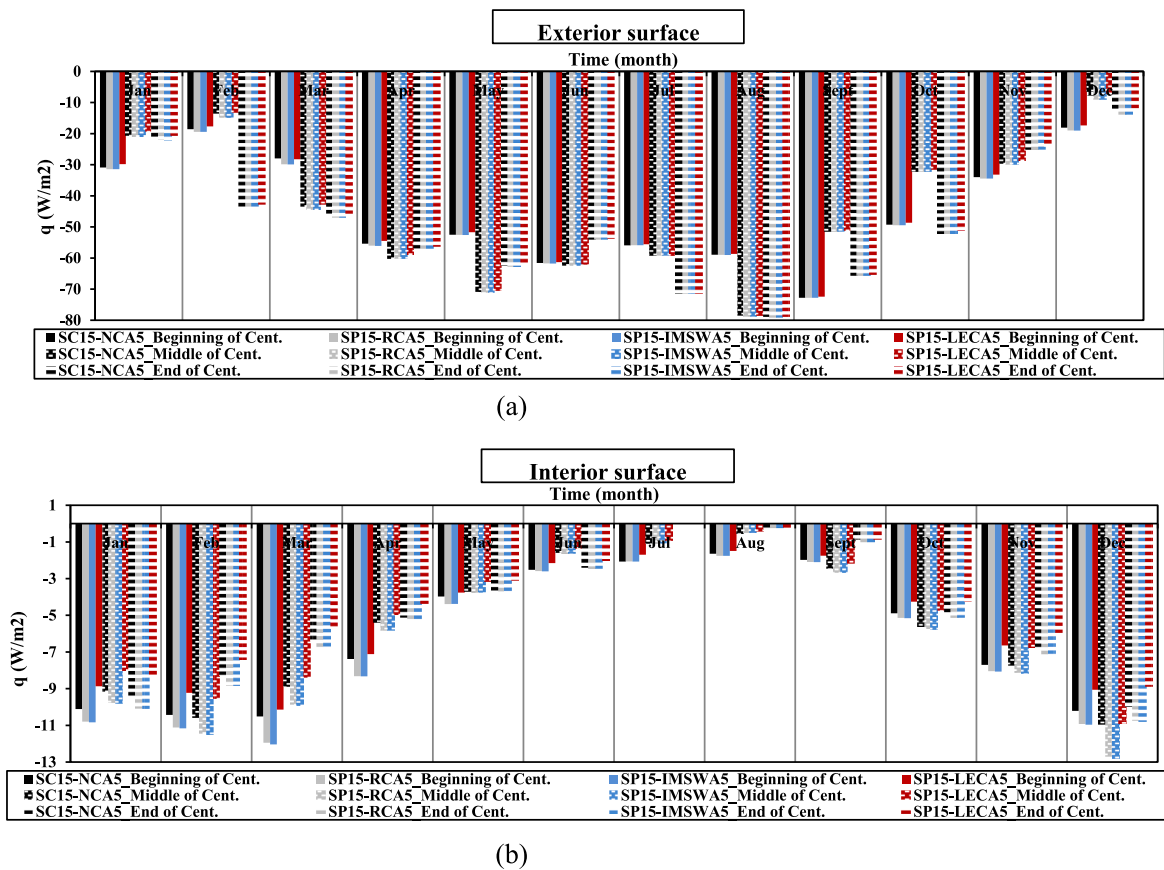 (a)
Exterior surface
Time (month)
0
-10
-20
-30
-40
-50
-60
-70
-80
q (W/m2)
Jan Feb Mar Apr May Jun Jul Aug Sept Oct Nov Dec
SC15-NCA5_Beginning of Cent. SP15-RCA5_Beginning of Cent. SP15-IMSWA5_Beginning of Cent. SP15-LECA5_Beginning of Cent.
SC15-NCA5_Middle of Cent. SP15-RCA5_Middle of Cent. SP15-IMSWA5_Middle of Cent. SP15-LECA5_Middle of Cent.
SC15-NCA5_End of Cent. SP15-RCA5_End of Cent. SP15-IMSWA5_End of Cent. SP15-LECA5_End of Cent.
(a)
Interior surface
Time (month)
1
-1
-3
-5
-7
-9
-11
-13
q (W/m2)
Jan Feb Mar Apr May Jun Jul Aug Sept Oct Nov Dec
SC15-NCA5_Beginning of Cent. SP15-RCA5_Beginning of Cent. SP15-IMSWA5_Beginning of Cent. SP15-LECA5_Beginning of Cent.
SC15-NCA5_Middle of Cent. SP15-RCA5_Middle of Cent. SP15-IMSWA5_Middle of Cent. SP15-LECA5_Middle of Cent.
SC15-NCA5_End of Cent. SP15-RCA5_End of Cent. SP15-IMSWA5_End of Cent. SP15-LECA5_End of Cent.
(b)